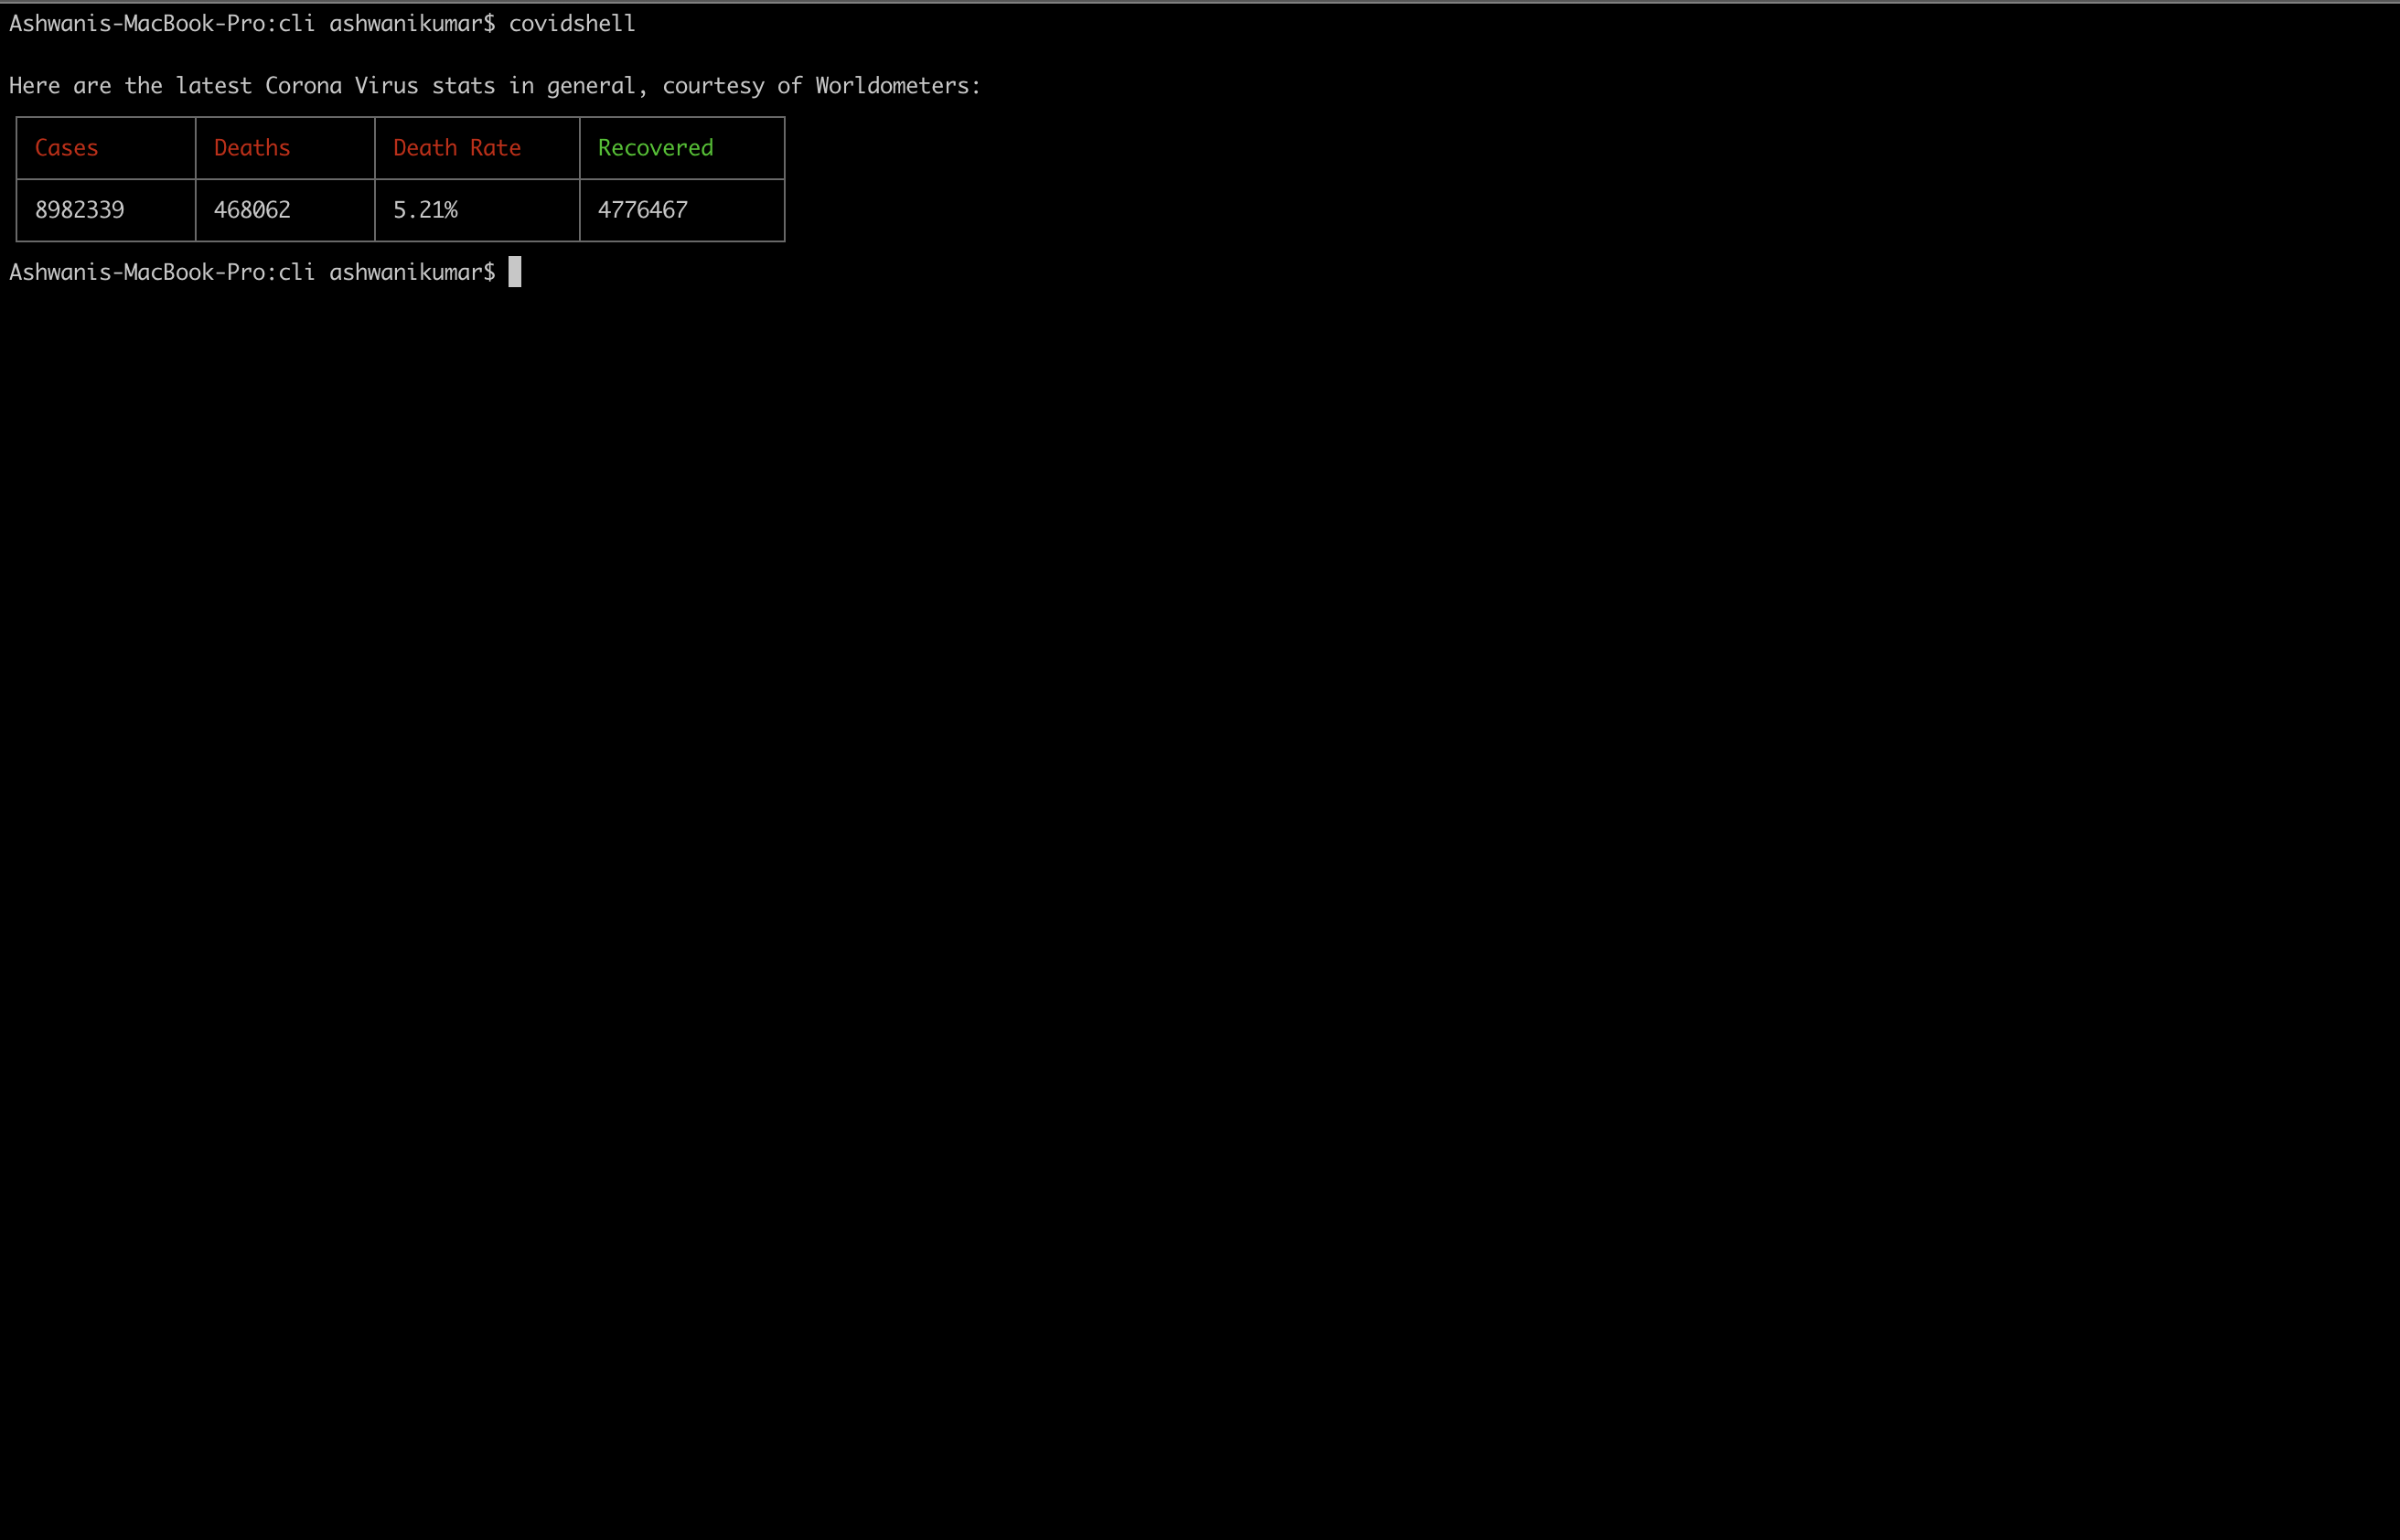 Ashwanis-MacBook-Pro:cli ashwanikumar$ covidshell
Here are the latest Corona Virus stats in general, courtesy of Worldometers:
Cases Deaths Death Rate Recovered
8982339 468062 5.21% 4776467
Ashwanis-MacBook-Pro:cli ashwanikumar$